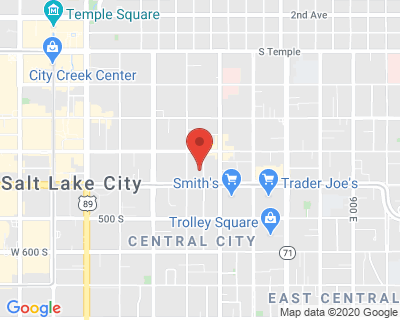 Temple Square
2nd Ave
S Temple
City Creek Center
Salt Lake City
Smith's
Trader Joe's
89
500 S
Trolley Square
900 E
CENTRAL CITY
W 600 S
71
EAST CENTRAL
Google
Map data ©2020 Google